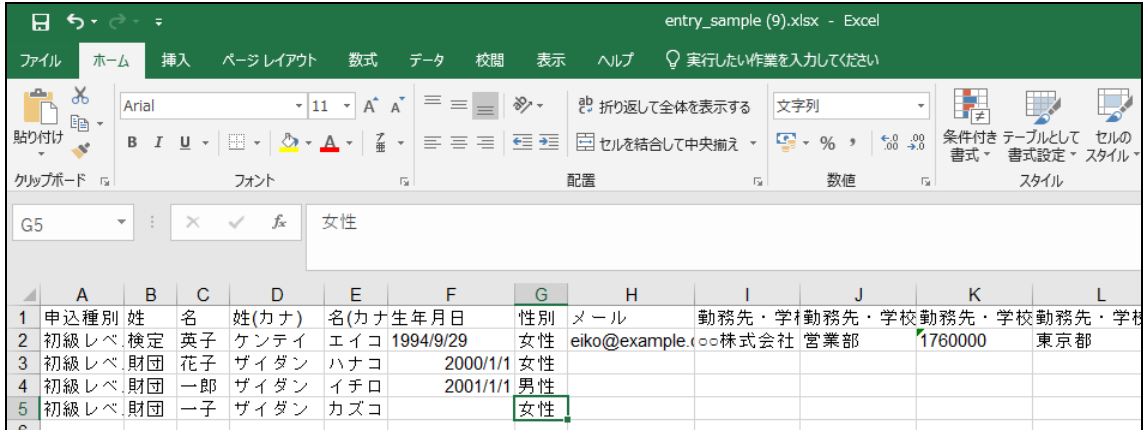 entry_sample (9).xlsx - Excel
ファイル ホーム 挿入 ページ レイアウト 数式 データ 校閲 表示 ヘルプ 実行したい作業を入力してください
貼り付け Arial 11 A A ab 折り返して全体を表示する 文字列 条件付き書式 テーブルとして書式設定 セルのスタイル
B I U A 亜 セルを結合して中央揃え % , .0 .00 .00 .0
クリップボード フォント 配置 数値 スタイル
G5 fx 女性
A B C D E F G H I J K L
1 申込種別 姓 名 姓(カナ) 名(カナ 生年月日 性別 メール 勤務先・学 勤務先・学校 勤務先・学校 勤務先・学校
2 初級レベ 検定 英子 ケンテイ エイコ 1994/9/29 女性 eiko@example. ○○株式会社 営業部 1760000 東京都
3 初級レベ 財団 花子 ザイダン ハナコ 2000/1/1 女性
4 初級レベ 財団 一郎 ザイダン イチロ 2001/1/1 男性
5 初級レベ 財団 一子 ザイダン カズコ 女性